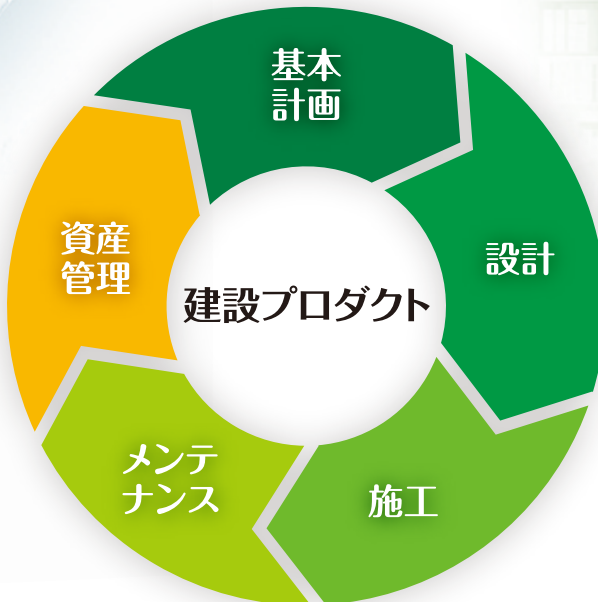 基本
計画
設計
資産
管理
建設プロダクト
メンテ
ナンス
施工